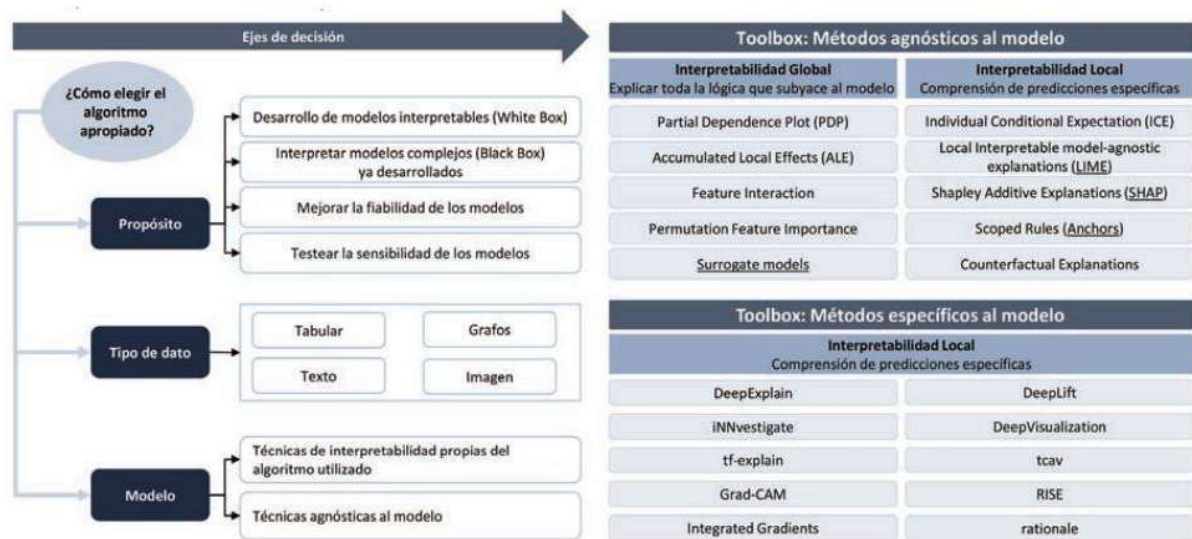 Ejes de decisión
¿Cómo elegir el
algoritmo
apropiado?
Propósito
Desarrollo de modelos interpretables (White Box)
Interpretar modelos complejos (Black Box)
ya desarrollados
Mejorar la fiabilidad de los modelos
Testear la sensibilidad de los modelos
Tipo de dato
Tabular
Grafos
Texto
Imagen
Modelo
Técnicas de interpretabilidad propias del
algoritmo utilizado
Técnicas agnósticas al modelo
Toolbox: Métodos agnósticos al modelo
Interpretabilidad Global
Explicar toda la lógica que subyace al modelo
Partial Dependence Plot (PDP)
Accumulated Local Effects (ALE)
Feature Interaction
Permutation Feature Importance
Surrogate models
Interpretabilidad Local
Comprensión de predicciones específicas
Individual Conditional Expectation (ICE)
Local Interpretable model-agnostic
explanations (LIME)
Shapley Additive Explanations (SHAP)
Scoped Rules (Anchors)
Counterfactual Explanations
Toolbox: Métodos específicos al modelo
Interpretabilidad Local
Comprensión de predicciones específicas
DeepExplain
DeepLift
iNNvestigate
DeepVisualization
tf-explain
tcav
Grad-CAM
RISE
Integrated Gradients
rationale